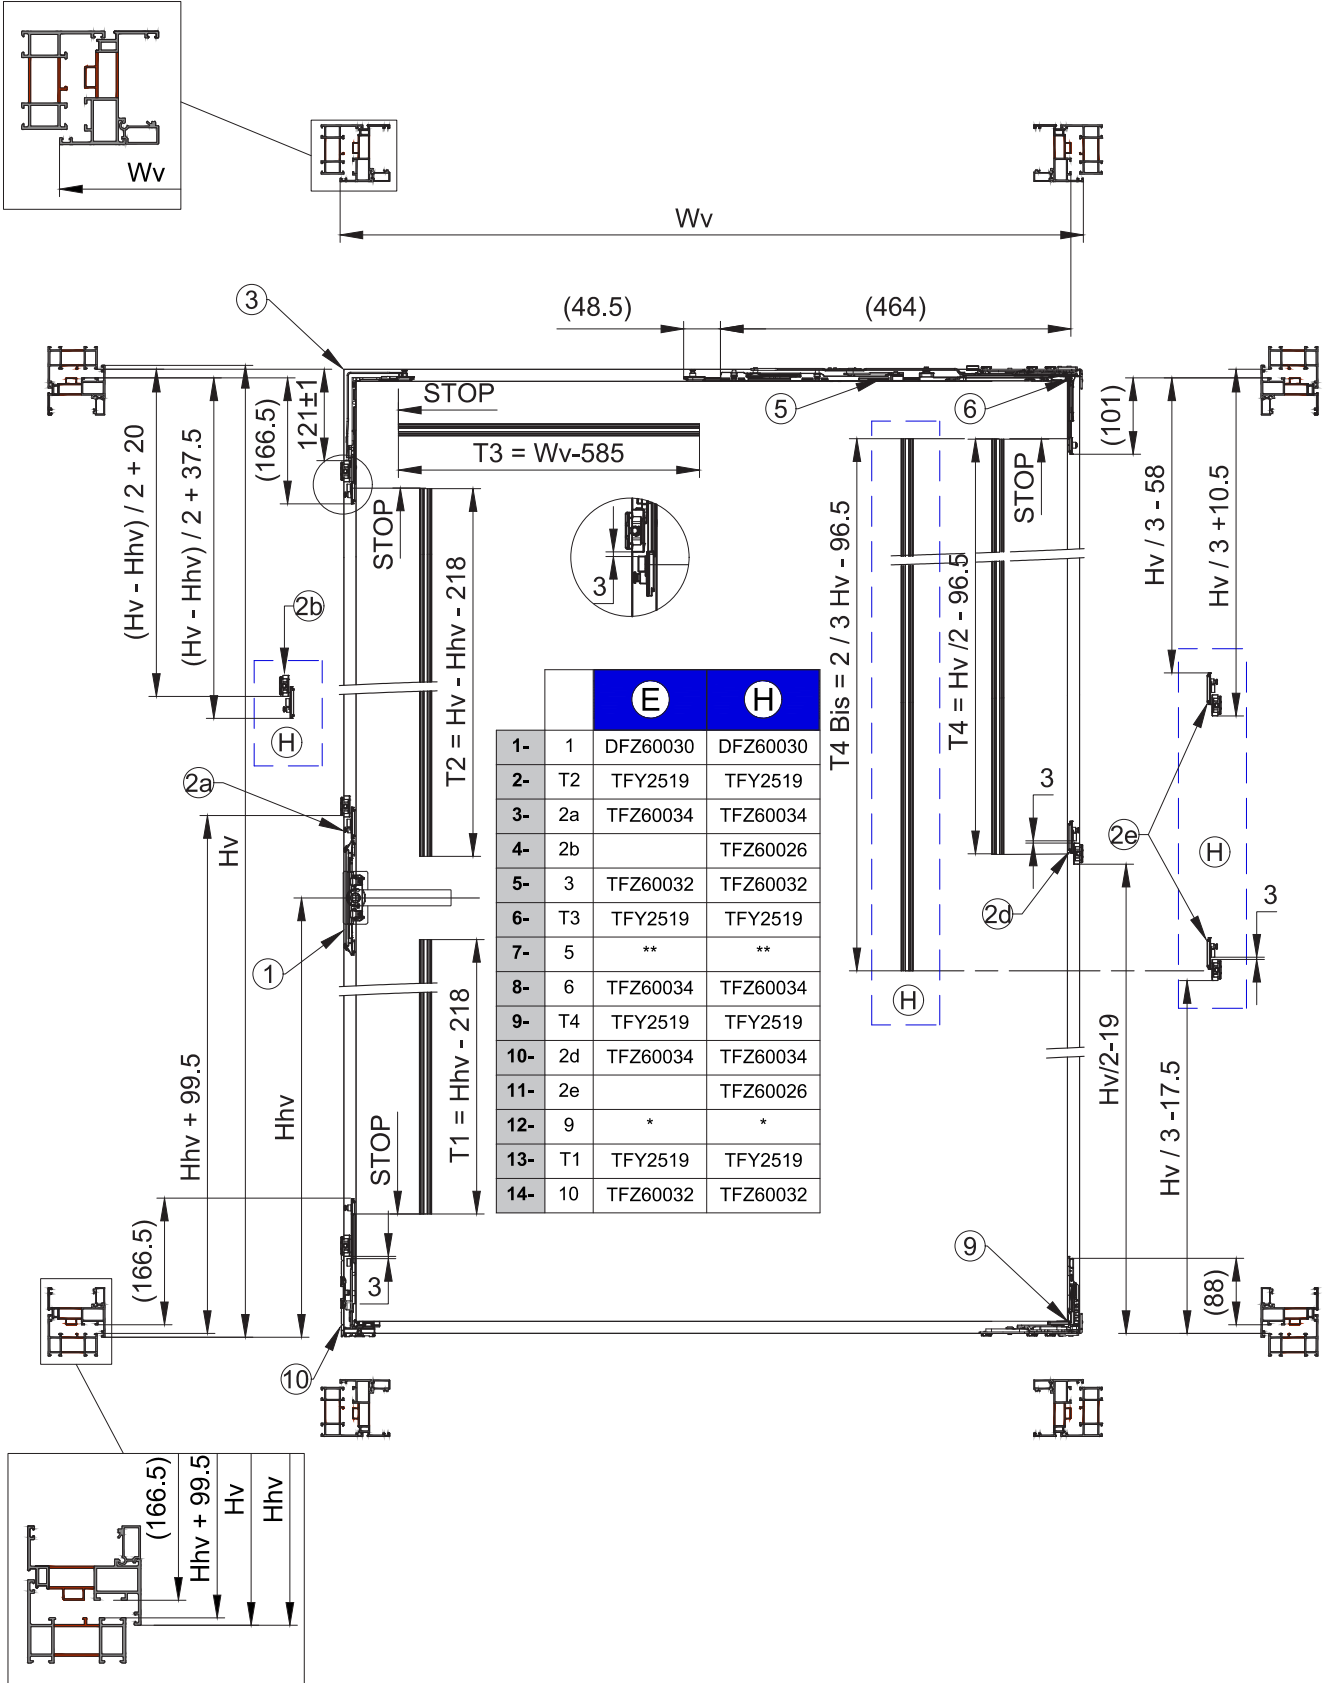 Wv
Wv
3
(48.5)
(464)
STOP
5
6
T3 = Wv-585
(101)
121±1
(166.5)
(Hv - Hhv) / 2 + 20
(Hv - Hhv) / 2 + 37.5
STOP
STOP
Hv / 3 - 58
Hv / 3 +10.5
3
2b
T2 = Hv - Hhv - 218
T4 Bis = 2 / 3 Hv - 96.5
T4 = Hv /2 - 96.5
H
E H
1- 1 DFZ60030 DFZ60030
2- T2 TFY2519 TFY2519
3- 2a TFZ60034 TFZ60034
4- 2b TFZ60026
5- 3 TFZ60032 TFZ60032
6- T3 TFY2519 TFY2519
7- 5 ** **
8- 6 TFZ60034 TFZ60034
9- T4 TFY2519 TFY2519
10- 2d TFZ60034 TFZ60034
11- 2e TFZ60026
12- 9 * *
13- T1 TFY2519 TFY2519
14- 10 TFZ60032 TFZ60032
2a
Hv
3
2e
H
2d
3
1
H
Hhv + 99.5
Hhv
T1 = Hhv - 218
STOP
Hv/2-19
Hv / 3 -17.5
(166.5)
3
9
(88)
10
(166.5)
Hhv + 99.5
Hv
Hhv